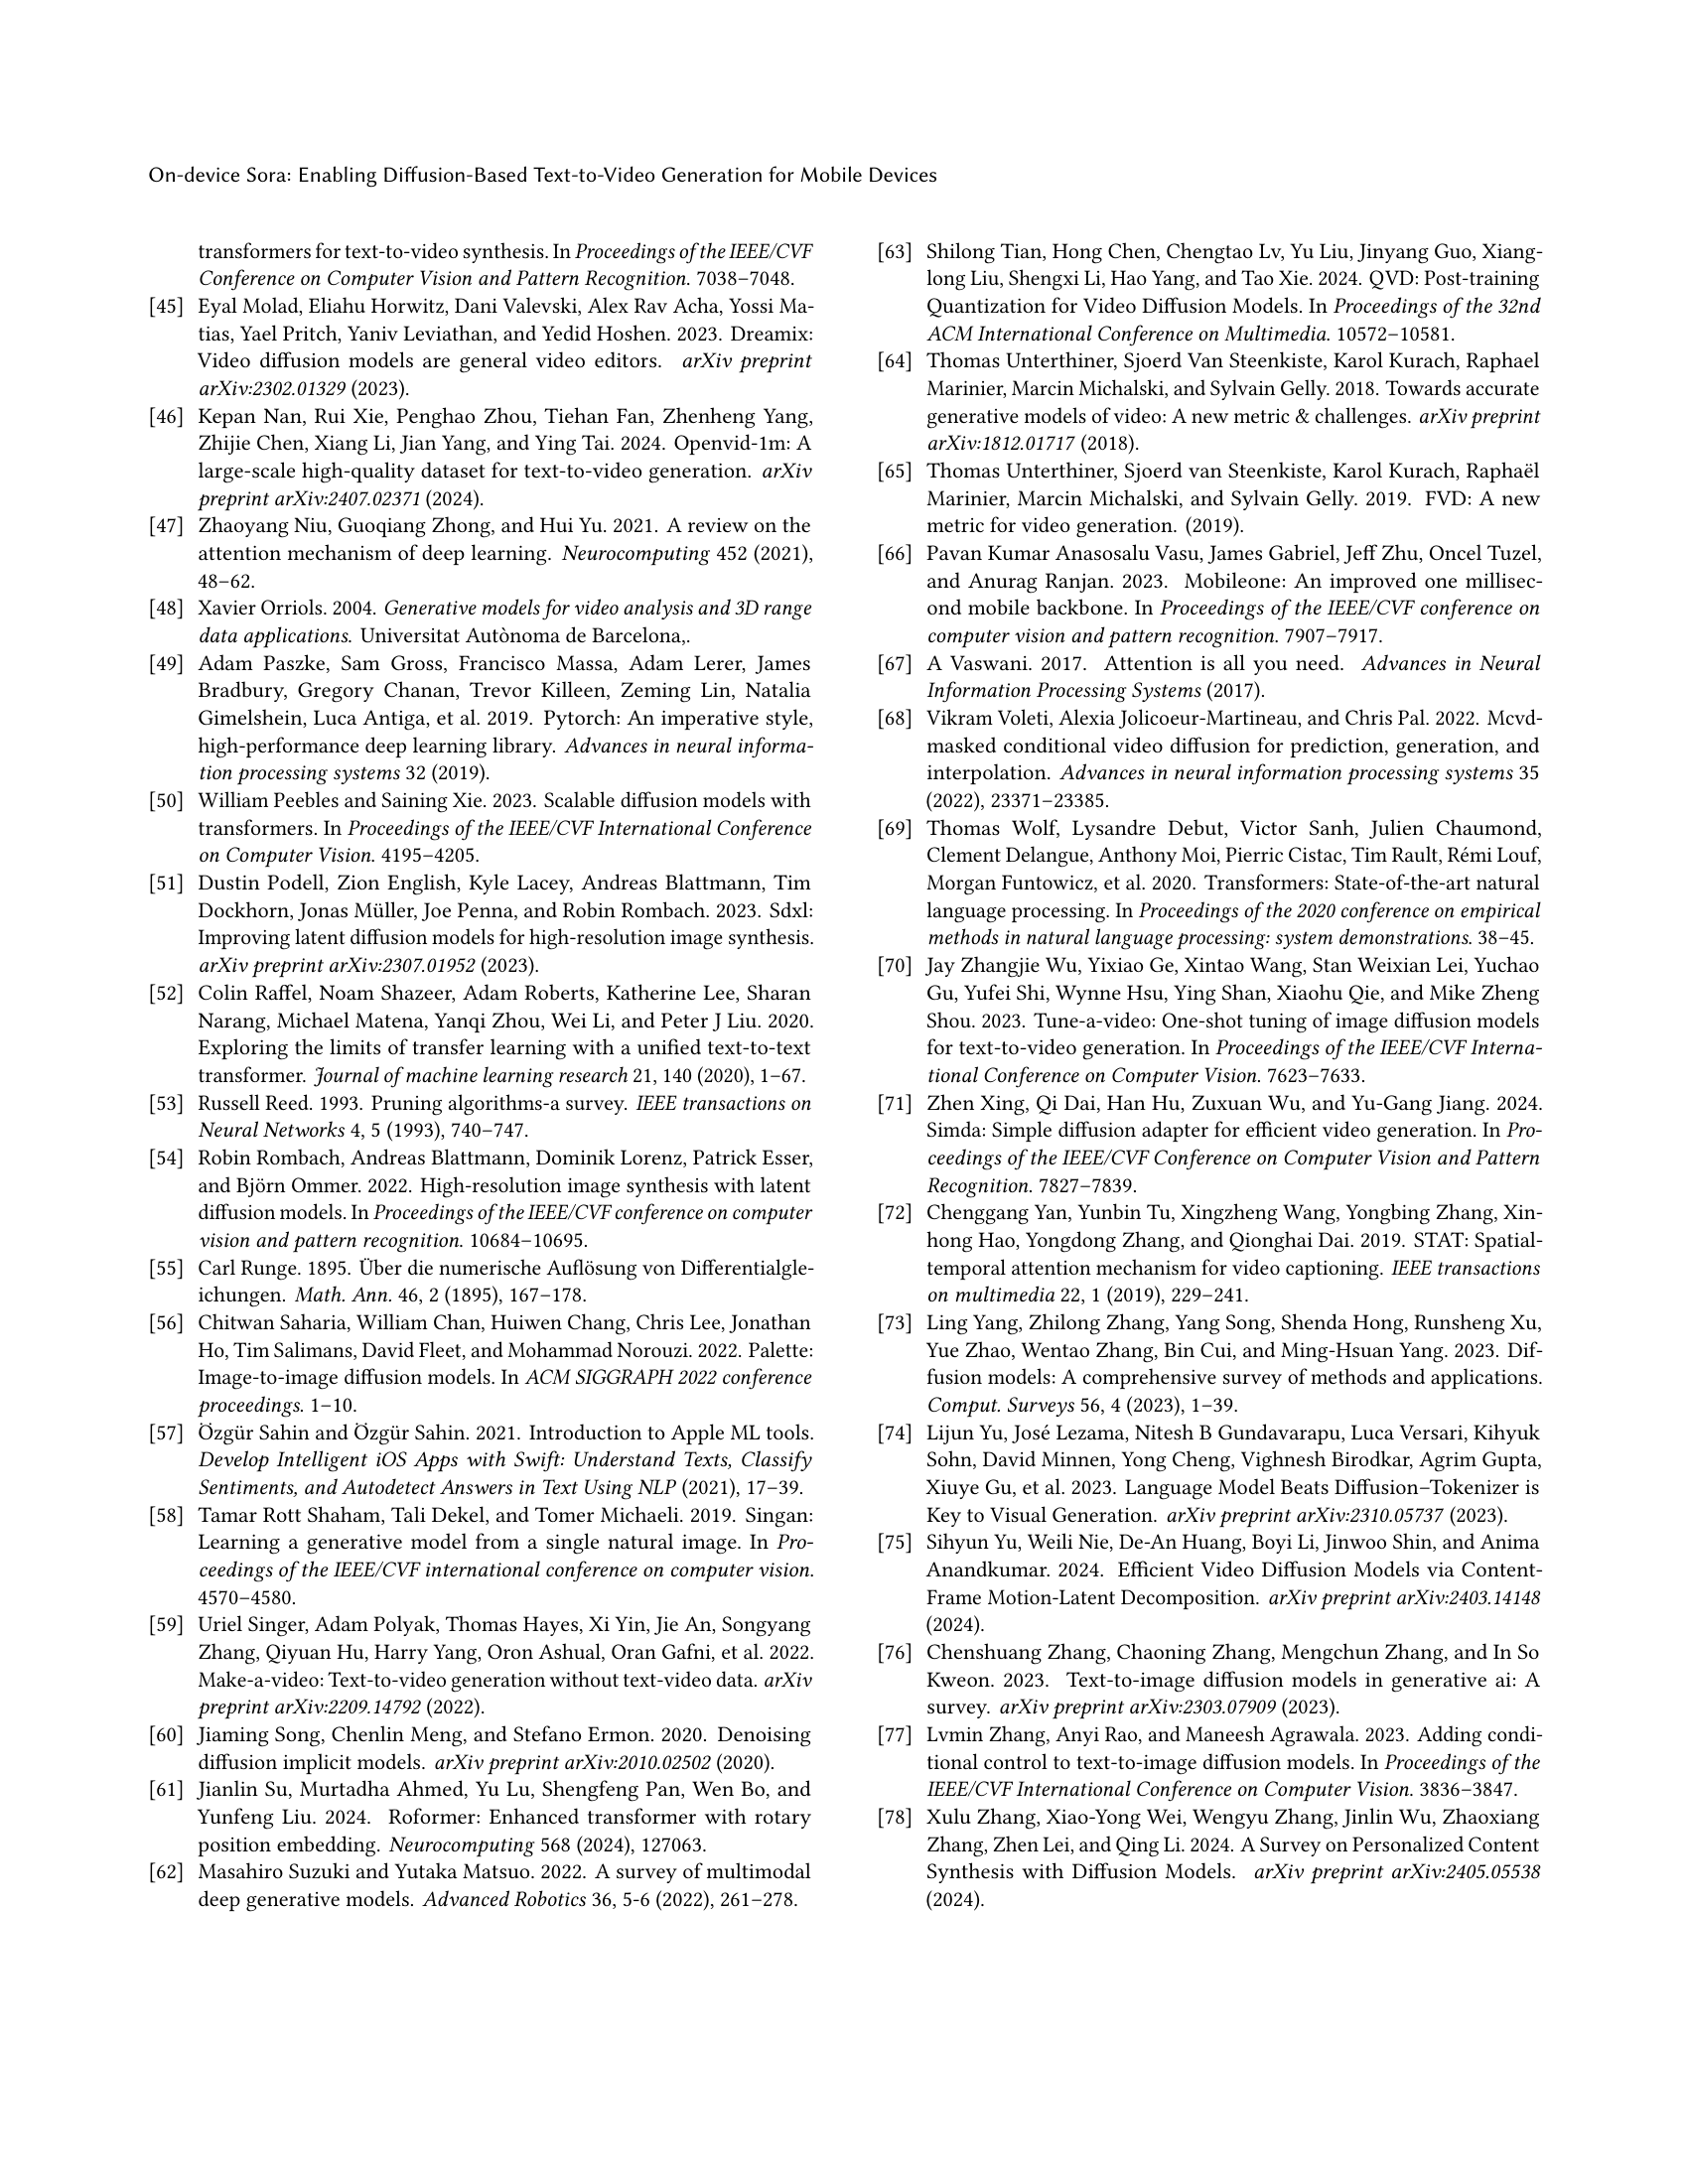 On-device Sora: Enabling Diffusion-Based Text-to-Video Generation for Mobile Devices
transformers for text-to-video synthesis. In Proceedings of the IEEE/CVF
Conference on Computer Vision and Pattern Recognition. 7038–7048.
[45] Eyal Molad, Eliahu Horwitz, Dani Valevski, Alex Rav Acha, Yossi Ma-
tias, Yael Pritch, Yaniv Leviathan, and Yedid Hoshen. 2023. Dreamix:
Video diffusion models are general video editors. arXiv preprint
arXiv:2302.01329 (2023).
[46] Kepan Nan, Rui Xie, Penghao Zhou, Tiehan Fan, Zhenheng Yang,
Zhijie Chen, Xiang Li, Jian Yang, and Ying Tai. 2024. Openvid-1m: A
large-scale high-quality dataset for text-to-video generation. arXiv
preprint arXiv:2407.02371 (2024).
[47] Zhaoyang Niu, Guoqiang Zhong, and Hui Yu. 2021. A review on the
attention mechanism of deep learning. Neurocomputing 452 (2021),
48–62.
[48] Xavier Orriols. 2004. Generative models for video analysis and 3D range
data applications. Universitat Autònoma de Barcelona,.
[49] Adam Paszke, Sam Gross, Francisco Massa, Adam Lerer, James
Bradbury, Gregory Chanan, Trevor Killeen, Zeming Lin, Natalia
Gimelshein, Luca Antiga, et al. 2019. Pytorch: An imperative style,
high-performance deep learning library. Advances in neural informa-
tion processing systems 32 (2019).
[50] William Peebles and Saining Xie. 2023. Scalable diffusion models with
transformers. In Proceedings of the IEEE/CVF International Conference
on Computer Vision. 4195–4205.
[51] Dustin Podell, Zion English, Kyle Lacey, Andreas Blattmann, Tim
Dockhorn, Jonas Müller, Joe Penna, and Robin Rombach. 2023. Sdxl:
Improving latent diffusion models for high-resolution image synthesis.
arXiv preprint arXiv:2307.01952 (2023).
[52] Colin Raffel, Noam Shazeer, Adam Roberts, Katherine Lee, Sharan
Narang, Michael Matena, Yanqi Zhou, Wei Li, and Peter J Liu. 2020.
Exploring the limits of transfer learning with a unified text-to-text
transformer. Journal of machine learning research 21, 140 (2020), 1–67.
[53] Russell Reed. 1993. Pruning algorithms-a survey. IEEE transactions on
Neural Networks 4, 5 (1993), 740–747.
[54] Robin Rombach, Andreas Blattmann, Dominik Lorenz, Patrick Esser,
and Björn Ommer. 2022. High-resolution image synthesis with latent
diffusion models. In Proceedings of the IEEE/CVF conference on computer
vision and pattern recognition. 10684–10695.
[55] Carl Runge. 1895. Über die numerische Auflösung von Differentialgle-
ichungen. Math. Ann. 46, 2 (1895), 167–178.
[56] Chitwan Saharia, William Chan, Huiwen Chang, Chris Lee, Jonathan
Ho, Tim Salimans, David Fleet, and Mohammad Norouzi. 2022. Palette:
Image-to-image diffusion models. In ACM SIGGRAPH 2022 conference
proceedings. 1–10.
[57] Özgür Sahin and Özgür Sahin. 2021. Introduction to Apple ML tools.
Develop Intelligent iOS Apps with Swift: Understand Texts, Classify
Sentiments, and Autodetect Answers in Text Using NLP (2021), 17–39.
[58] Tamar Rott Shaham, Tali Dekel, and Tomer Michaeli. 2019. Singan:
Learning a generative model from a single natural image. In Pro-
ceedings of the IEEE/CVF international conference on computer vision.
4570–4580.
[59] Uriel Singer, Adam Polyak, Thomas Hayes, Xi Yin, Jie An, Songyang
Zhang, Qiyuan Hu, Harry Yang, Oron Ashual, Oran Gafni, et al. 2022.
Make-a-video: Text-to-video generation without text-video data. arXiv
preprint arXiv:2209.14792 (2022).
[60] Jiaming Song, Chenlin Meng, and Stefano Ermon. 2020. Denoising
diffusion implicit models. arXiv preprint arXiv:2010.02502 (2020).
[61] Jianlin Su, Murtadha Ahmed, Yu Lu, Shengfeng Pan, Wen Bo, and
Yunfeng Liu. 2024. Roformer: Enhanced transformer with rotary
position embedding. Neurocomputing 568 (2024), 127063.
[62] Masahiro Suzuki and Yutaka Matsuo. 2022. A survey of multimodal
deep generative models. Advanced Robotics 36, 5-6 (2022), 261–278.
[63] Shilong Tian, Hong Chen, Chengtao Lv, Yu Liu, Jinyang Guo, Xiang-
long Liu, Shengxi Li, Hao Yang, and Tao Xie. 2024. QVD: Post-training
Quantization for Video Diffusion Models. In Proceedings of the 32nd
ACM International Conference on Multimedia. 10572–10581.
[64] Thomas Unterthiner, Sjoerd Van Steenkiste, Karol Kurach, Raphael
Marinier, Marcin Michalski, and Sylvain Gelly. 2018. Towards accurate
generative models of video: A new metric & challenges. arXiv preprint
arXiv:1812.01717 (2018).
[65] Thomas Unterthiner, Sjoerd van Steenkiste, Karol Kurach, Raphaël
Marinier, Marcin Michalski, and Sylvain Gelly. 2019. FVD: A new
metric for video generation. (2019).
[66] Pavan Kumar Anasosalu Vasu, James Gabriel, Jeff Zhu, Oncel Tuzel,
and Anurag Ranjan. 2023. Mobileone: An improved one millisec-
ond mobile backbone. In Proceedings of the IEEE/CVF conference on
computer vision and pattern recognition. 7907–7917.
[67] A Vaswani. 2017. Attention is all you need. Advances in Neural
Information Processing Systems (2017).
[68] Vikram Voleti, Alexia Jolicoeur-Martineau, and Chris Pal. 2022. Mcvd-
masked conditional video diffusion for prediction, generation, and
interpolation. Advances in neural information processing systems 35
(2022), 23371–23385.
[69] Thomas Wolf, Lysandre Debut, Victor Sanh, Julien Chaumond,
Clement Delangue, Anthony Moi, Pierric Cistac, Tim Rault, Rémi Louf,
Morgan Funtowicz, et al. 2020. Transformers: State-of-the-art natural
language processing. In Proceedings of the 2020 conference on empirical
methods in natural language processing: system demonstrations. 38–45.
[70] Jay Zhangjie Wu, Yixiao Ge, Xintao Wang, Stan Weixian Lei, Yuchao
Gu, Yufei Shi, Wynne Hsu, Ying Shan, Xiaohu Qie, and Mike Zheng
Shou. 2023. Tune-a-video: One-shot tuning of image diffusion models
for text-to-video generation. In Proceedings of the IEEE/CVF Interna-
tional Conference on Computer Vision. 7623–7633.
[71] Zhen Xing, Qi Dai, Han Hu, Zuxuan Wu, and Yu-Gang Jiang. 2024.
Simda: Simple diffusion adapter for efficient video generation. In Pro-
ceedings of the IEEE/CVF Conference on Computer Vision and Pattern
Recognition. 7827–7839.
[72] Chenggang Yan, Yunbin Tu, Xingzheng Wang, Yongbing Zhang, Xin-
hong Hao, Yongdong Zhang, and Qionghai Dai. 2019. STAT: Spatial-
temporal attention mechanism for video captioning. IEEE transactions
on multimedia 22, 1 (2019), 229–241.
[73] Ling Yang, Zhilong Zhang, Yang Song, Shenda Hong, Runsheng Xu,
Yue Zhao, Wentao Zhang, Bin Cui, and Ming-Hsuan Yang. 2023. Dif-
fusion models: A comprehensive survey of methods and applications.
Comput. Surveys 56, 4 (2023), 1–39.
[74] Lijun Yu, José Lezama, Nitesh B Gundavarapu, Luca Versari, Kihyuk
Sohn, David Minnen, Yong Cheng, Vighnesh Birodkar, Agrim Gupta,
Xiuye Gu, et al. 2023. Language Model Beats Diffusion–Tokenizer is
Key to Visual Generation. arXiv preprint arXiv:2310.05737 (2023).
[75] Sihyun Yu, Weili Nie, De-An Huang, Boyi Li, Jinwoo Shin, and Anima
Anandkumar. 2024. Efficient Video Diffusion Models via Content-
Frame Motion-Latent Decomposition. arXiv preprint arXiv:2403.14148
(2024).
[76] Chenshuang Zhang, Chaoning Zhang, Mengchun Zhang, and In So
Kweon. 2023. Text-to-image diffusion models in generative ai: A
survey. arXiv preprint arXiv:2303.07909 (2023).
[77] Lvmin Zhang, Anyi Rao, and Maneesh Agrawala. 2023. Adding condi-
tional control to text-to-image diffusion models. In Proceedings of the
IEEE/CVF International Conference on Computer Vision. 3836–3847.
[78] Xulu Zhang, Xiao-Yong Wei, Wengyu Zhang, Jinlin Wu, Zhaoxiang
Zhang, Zhen Lei, and Qing Li. 2024. A Survey on Personalized Content
Synthesis with Diffusion Models. arXiv preprint arXiv:2405.05538
(2024).